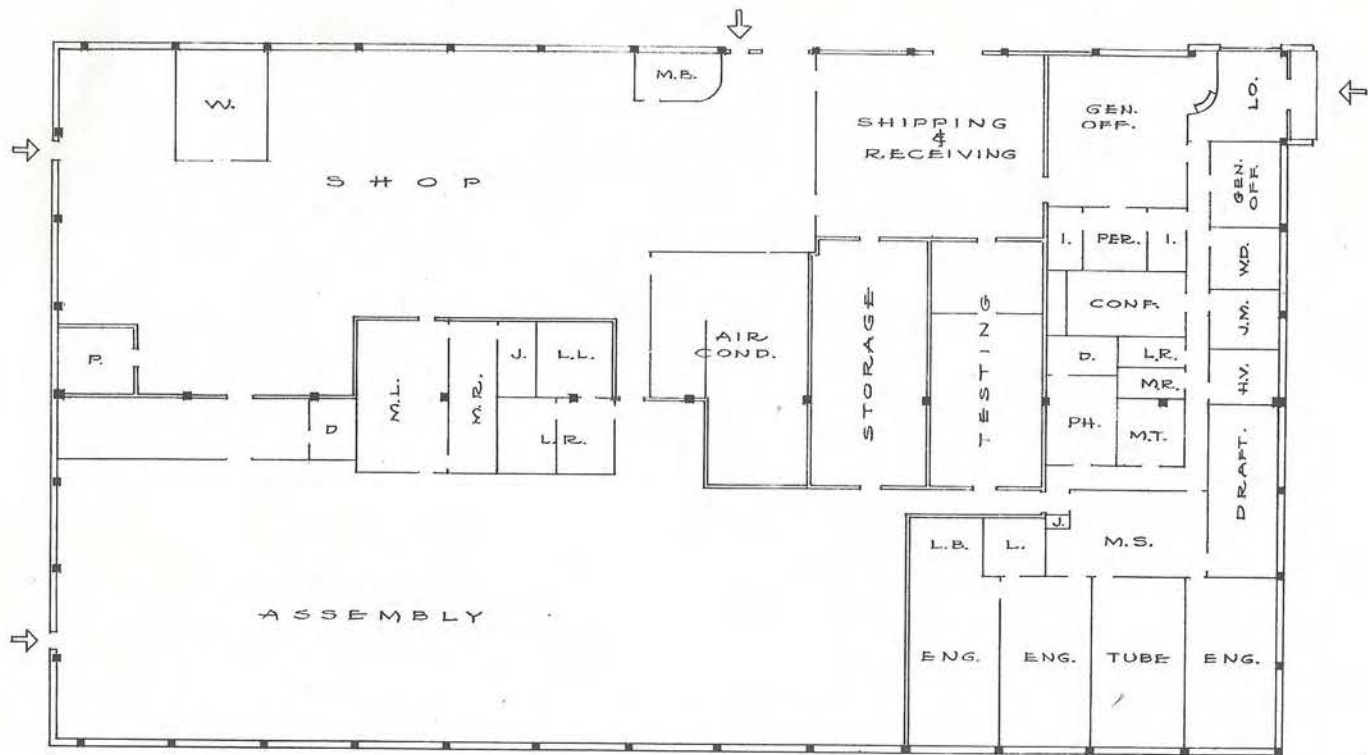 M.B.
W.
LO.
GEN.
OFF.
SHIPPING
&
RECEIVING
SHOP
GEN.
OFF.
I.
PER.
I.
W.D.
CONF.
J.M.
AIR
COND.
STORAGE
TESTING
P.
J.
L.L.
D.
L.R.
M.R.
H.V.
M.L.
M.R.
D
L.R.
PH.
M.T.
DRAFT.
J.
M.S.
L.B.
L.
ASSEMBLY
ENG.
ENG.
TUBE
ENG.